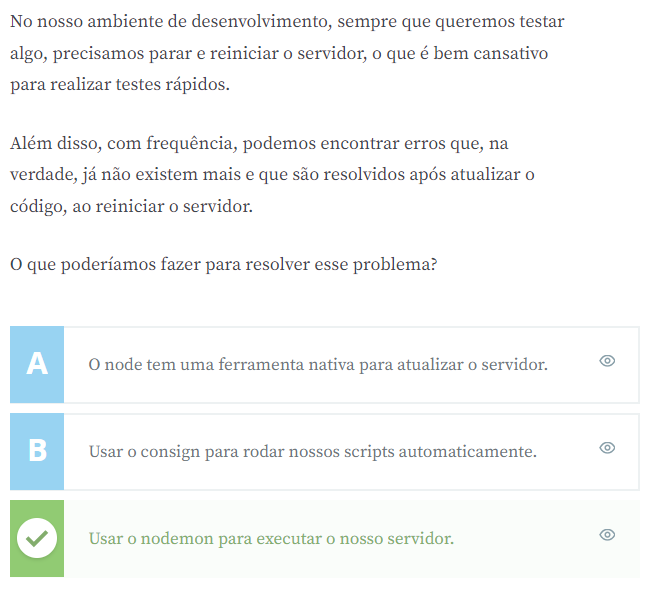 No nosso ambiente de desenvolvimento, sempre que queremos testar
algo, precisamos parar e reiniciar o servidor, o que é bem cansativo
para realizar testes rápidos.
Além disso, com frequência, podemos encontrar erros que, na
verdade, já não existem mais e que são resolvidos após atualizar o
código, ao reiniciar o servidor.
O que poderíamos fazer para resolver esse problema?
A O node tem uma ferramenta nativa para atualizar o servidor.
B Usar o consign para rodar nossos scripts automaticamente.
Usar o nodemon para executar o nosso servidor.